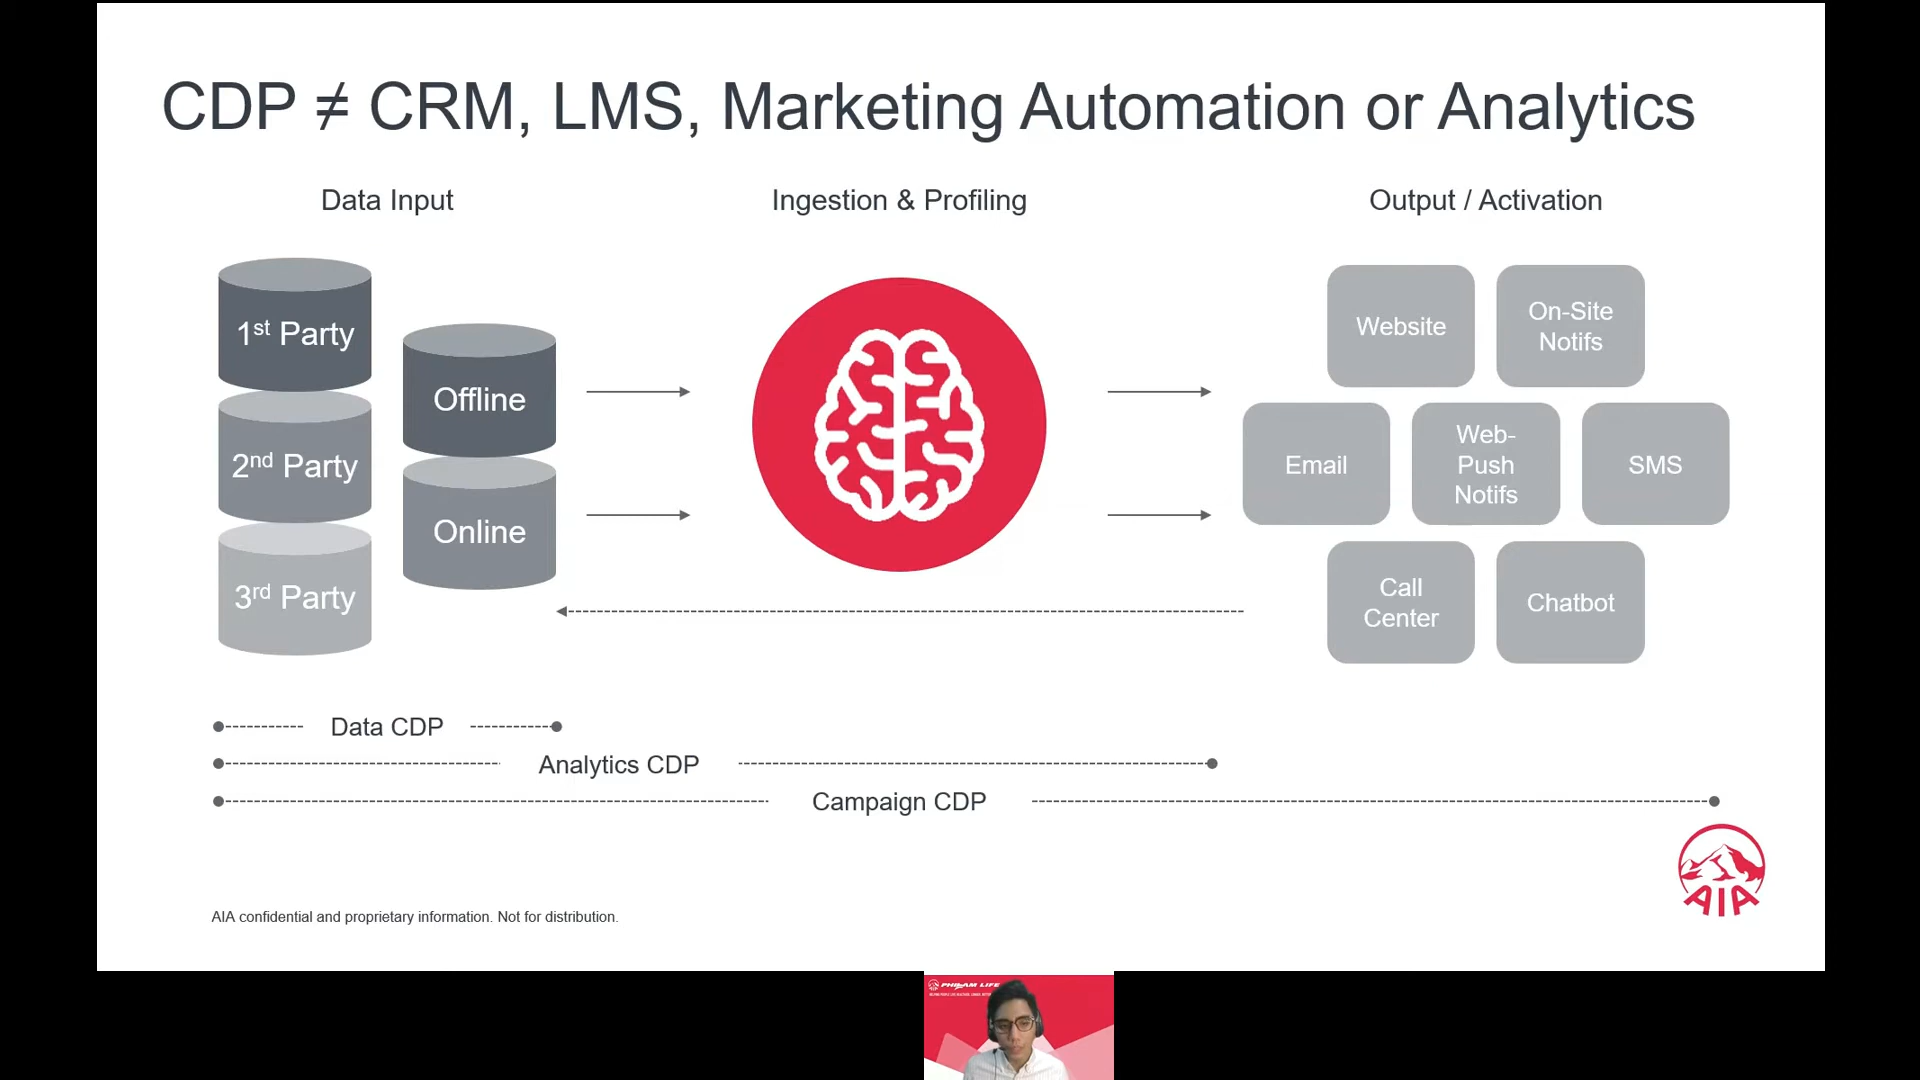 CDP ≠ CRM, LMS, Marketing Automation or Analytics
Data Input
Ingestion & Profiling
Output / Activation
1st Party
2nd Party
3rd Party
Offline
Online
Website
On-Site
Notifs
Email
Web-
Push
Notifs
SMS
Call
Center
Chatbot
Data CDP
Analytics CDP
Campaign CDP
AIA
AIA confidential and proprietary information. Not for distribution.
PHILAM LIFE